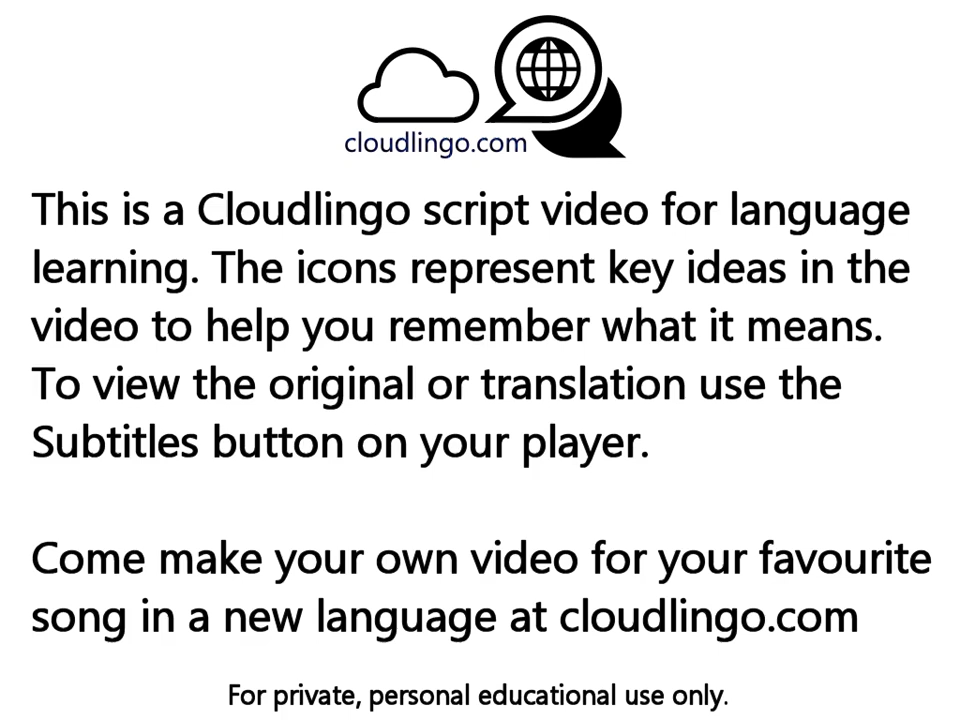 cloudlingo.com
This is a Cloudlingo script video for language
learning. The icons represent key ideas in the
video to help you remember what it means.
To view the original or translation use the
Subtitles button on your player.
Come make your own video for your favourite
song in a new language at cloudlingo.com
For private, personal educational use only.